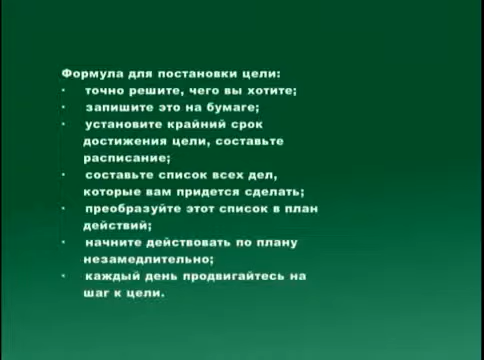 Формула для постановки цели:
• точно решите, чего вы хотите;
• запишите это на бумаге;
• установите крайний срок
достижения цели, составьте
расписание;
• составьте список всех дел,
которые вам придется сделать;
• преобразуйте этот список в план
действий;
• начните действовать по плану
незамедлительно;
• каждый день продвигайтесь на
шаг к цели.